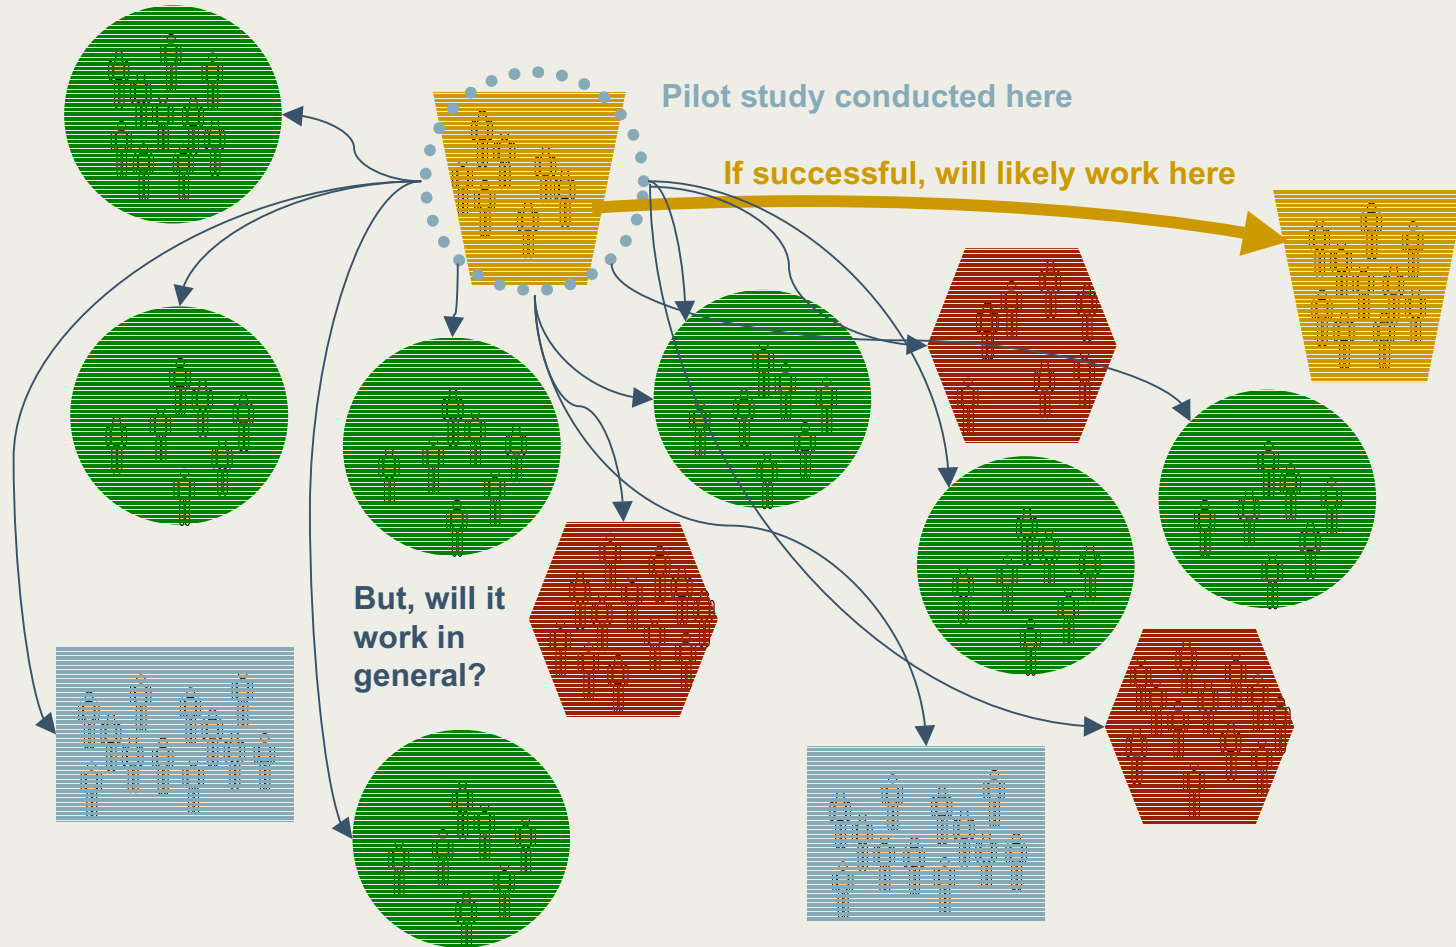 Pilot study conducted here
If successful, will likely work here
But, will it
work in
general?